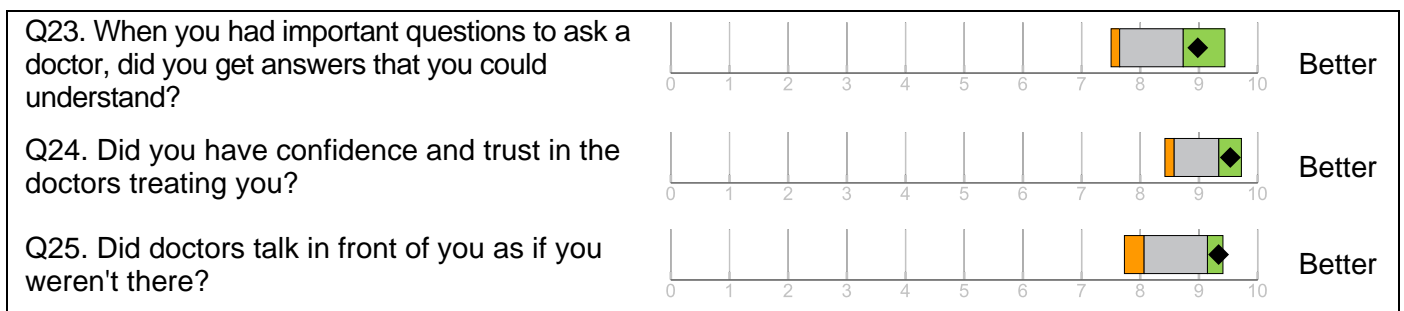 Q23. When you had important questions to ask a
doctor, did you get answers that you could
understand?
0 1 2 3 4 5 6 7 8 9 10
Better
Q24. Did you have confidence and trust in the
doctors treating you?
0 1 2 3 4 5 6 7 8 9 10
Better
Q25. Did doctors talk in front of you as if you
weren't there?
0 1 2 3 4 5 6 7 8 9 10
Better